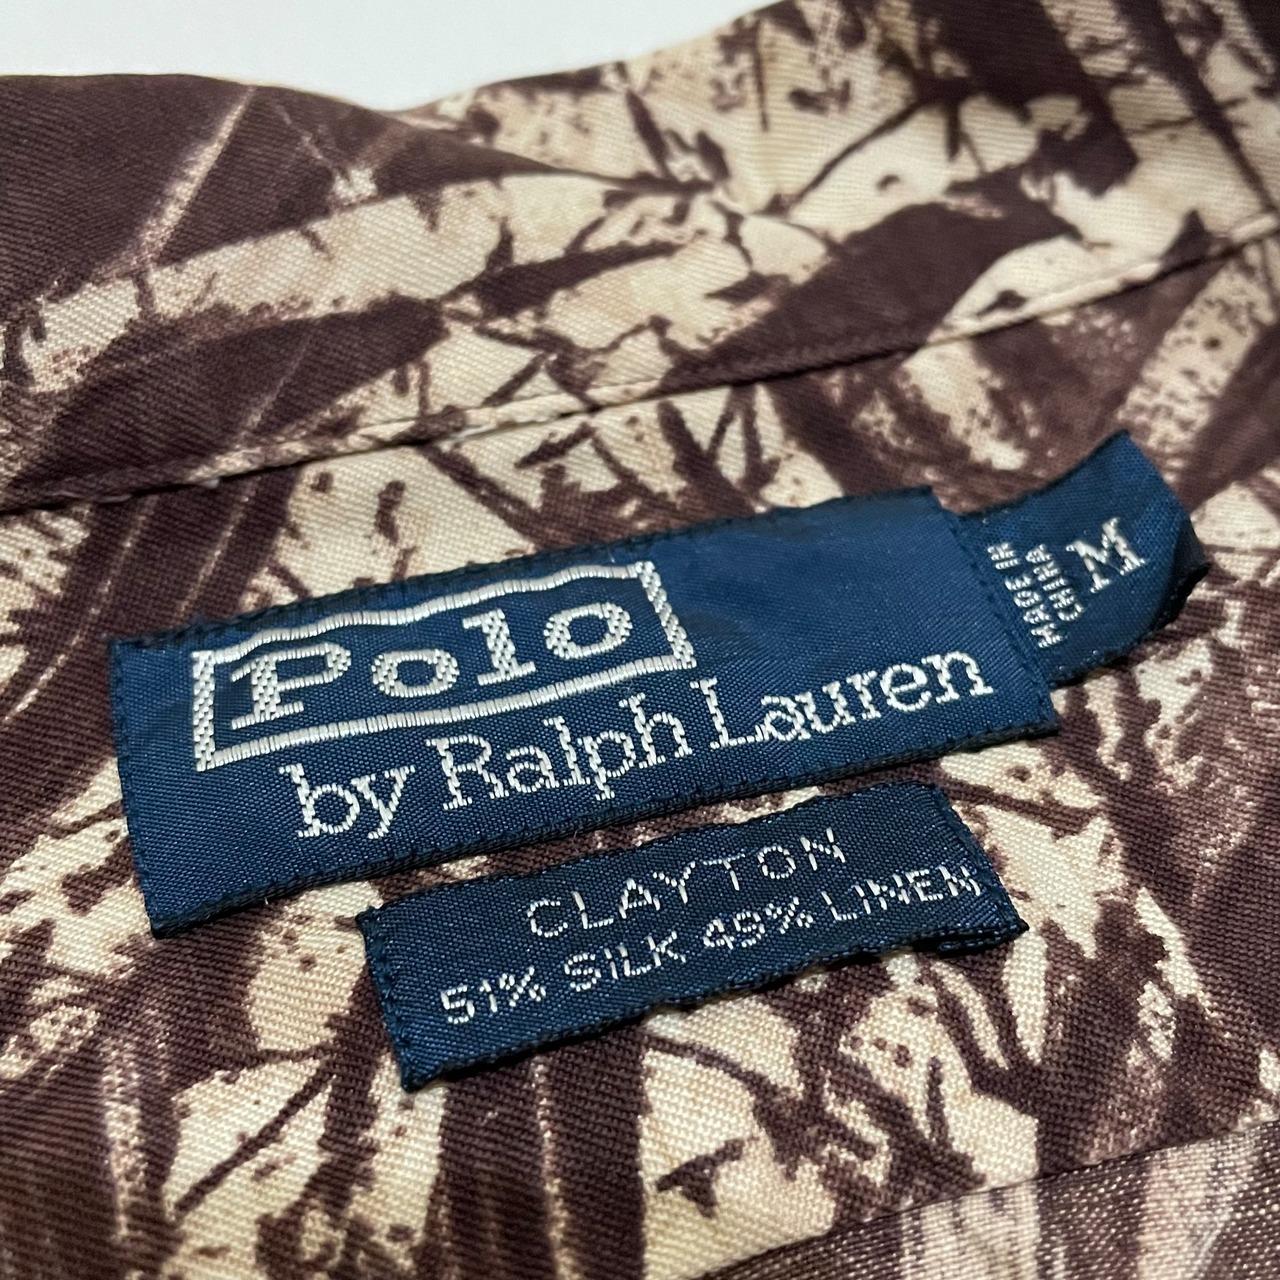 Polo
by Ralph Lauren
M
MADE IN
CHINA
CLAYTON
51% SILK 49% LINEN